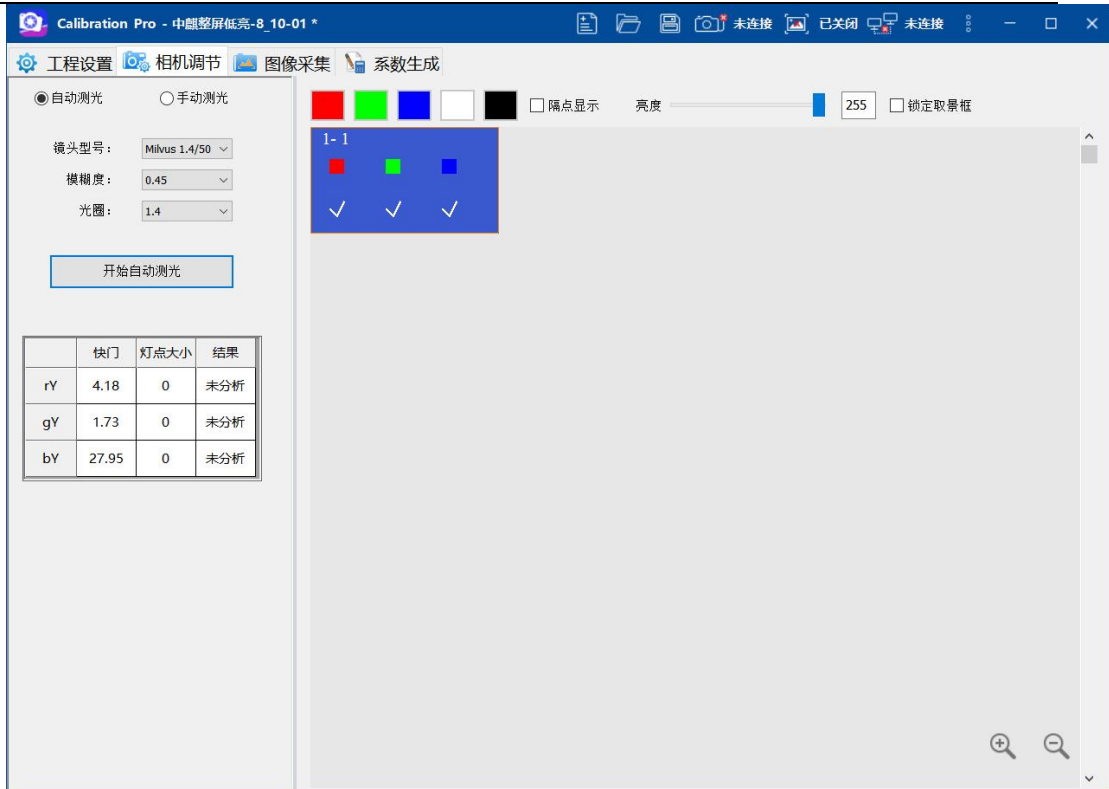 Calibration Pro - 中麒整屏低亮-8_10-01 * 未连接 已关闭 未连接
工程设置 相机调节 图像采集 系数生成
自动测光 手动测光
隔点显示 亮度 255 锁定取景框
镜头型号： Milvus 1.4/50
模糊度： 0.45
光圈： 1.4
开始自动测光
1- 1
快门 灯点大小 结果
rY 4.18 0 未分析
gY 1.73 0 未分析
bY 27.95 0 未分析